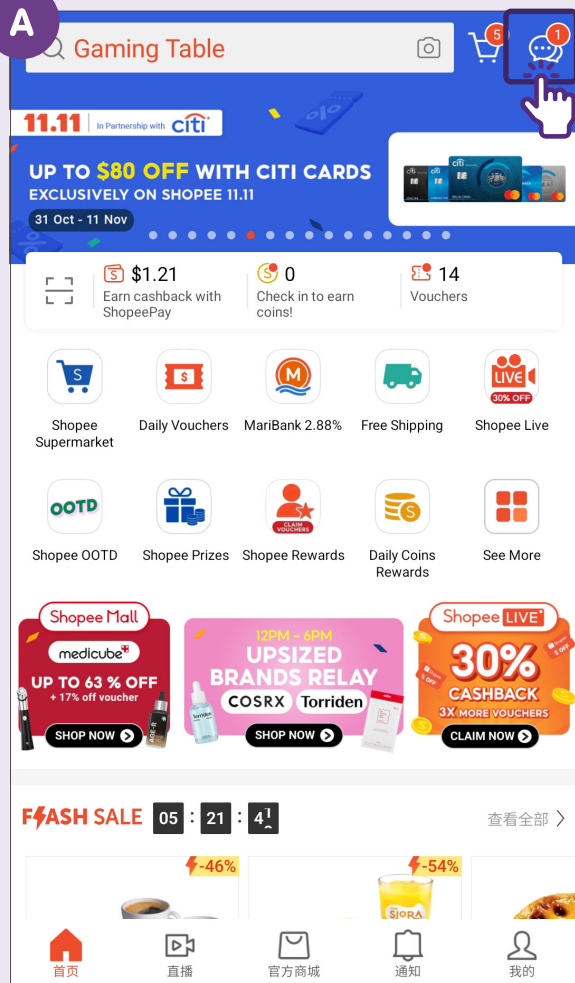 A
Gaming Table
5
1
11.11 In Partnership with citi
UP TO $80 OFF WITH CITI CARDS
EXCLUSIVELY ON SHOPEE 11.11
31 Oct - 11 Nov
$1.21
Earn cashback with
ShopeePay
0
Check in to earn
coins!
14
Vouchers
Shopee
Supermarket
Daily Vouchers
MariBank 2.88%
Free Shipping
LIVE
30% OFF
Shopee Live
OOTD
Shopee OOTD
Shopee Prizes
CLAIM
VOUCHERS
Shopee Rewards
Daily Coins
Rewards
See More
Shopee Mall
medicube
UP TO 63 % OFF
+ 17% off voucher
AGE-R
SHOP NOW
12PM – 6PM
UPSIZED
BRANDS RELAY
COSRX
Torriden
Torriden
SHOP NOW
Shopee LIVE
30%
CASHBACK
3X MORE VOUCHERS
CLAIM NOW
FLASH SALE 05 : 21 :
查看全部
-46%
-54%
SJORA
首页
直播
官方商城
通知
我的